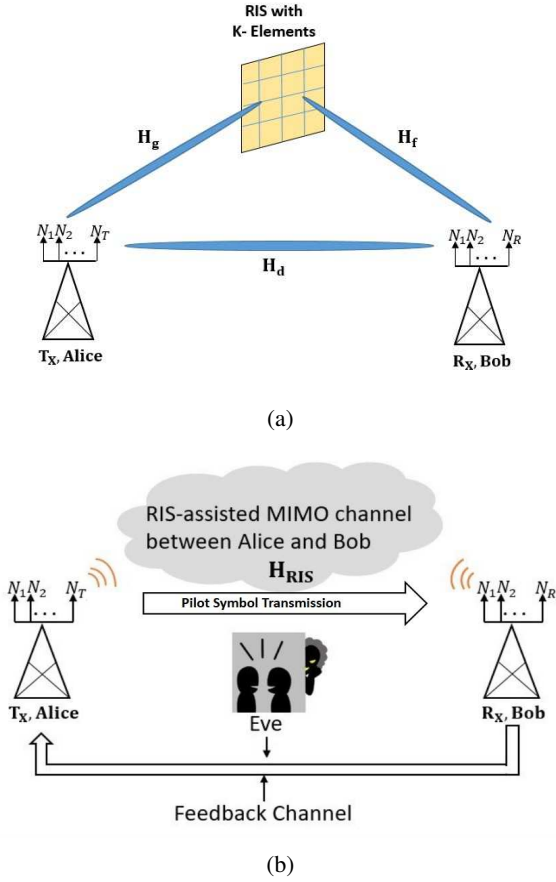 RIS with
K- Elements
H_g
H_f
N_1 N_2 ... N_T
N_1 N_2 ... N_R
H_d
T_X, Alice
R_X, Bob
(a)
RIS-assisted MIMO channel
between Alice and Bob
H_RIS
N_1 N_2 ... N_T
N_1 N_2 ... N_R
Pilot Symbol Transmission
T_X, Alice
R_X, Bob
Eve
Feedback Channel
(b)